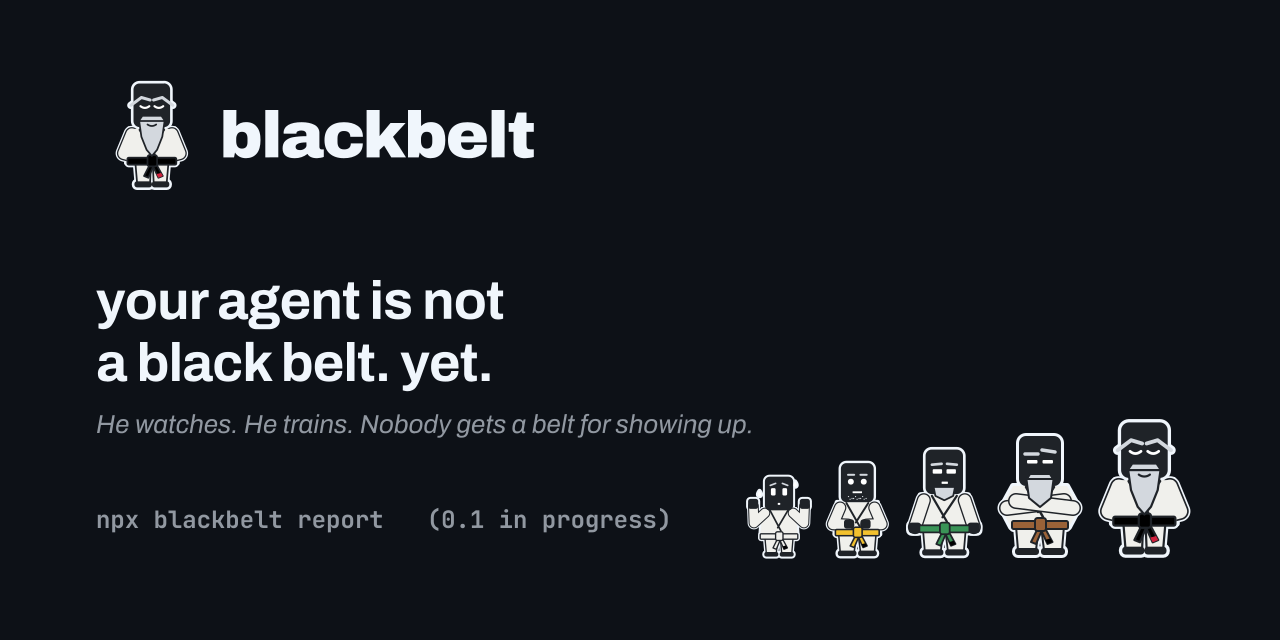 blackbelt
your agent is not
a black belt. yet.
He watches. He trains. Nobody gets a belt for showing up.
npx blackbelt report (0.1 in progress)